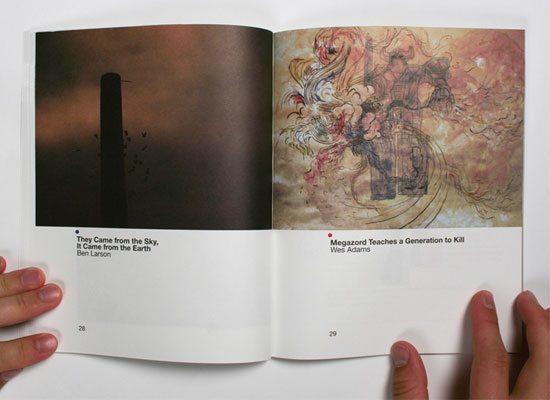 They Came from the Sky,
It Came from the Earth
Ben Larson
28
Megazord Teaches a Generation to Kill
Wes Adams
29